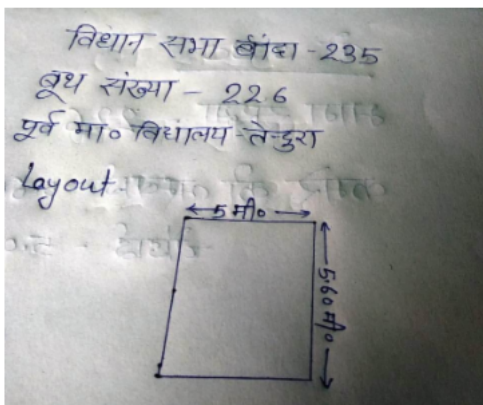 विधान सभा बांदा - 235
बूथ संख्या - 226
पूर्व मा० विद्यालय - तेन्दुरा
Layout
5 मी०
5.60 मी०